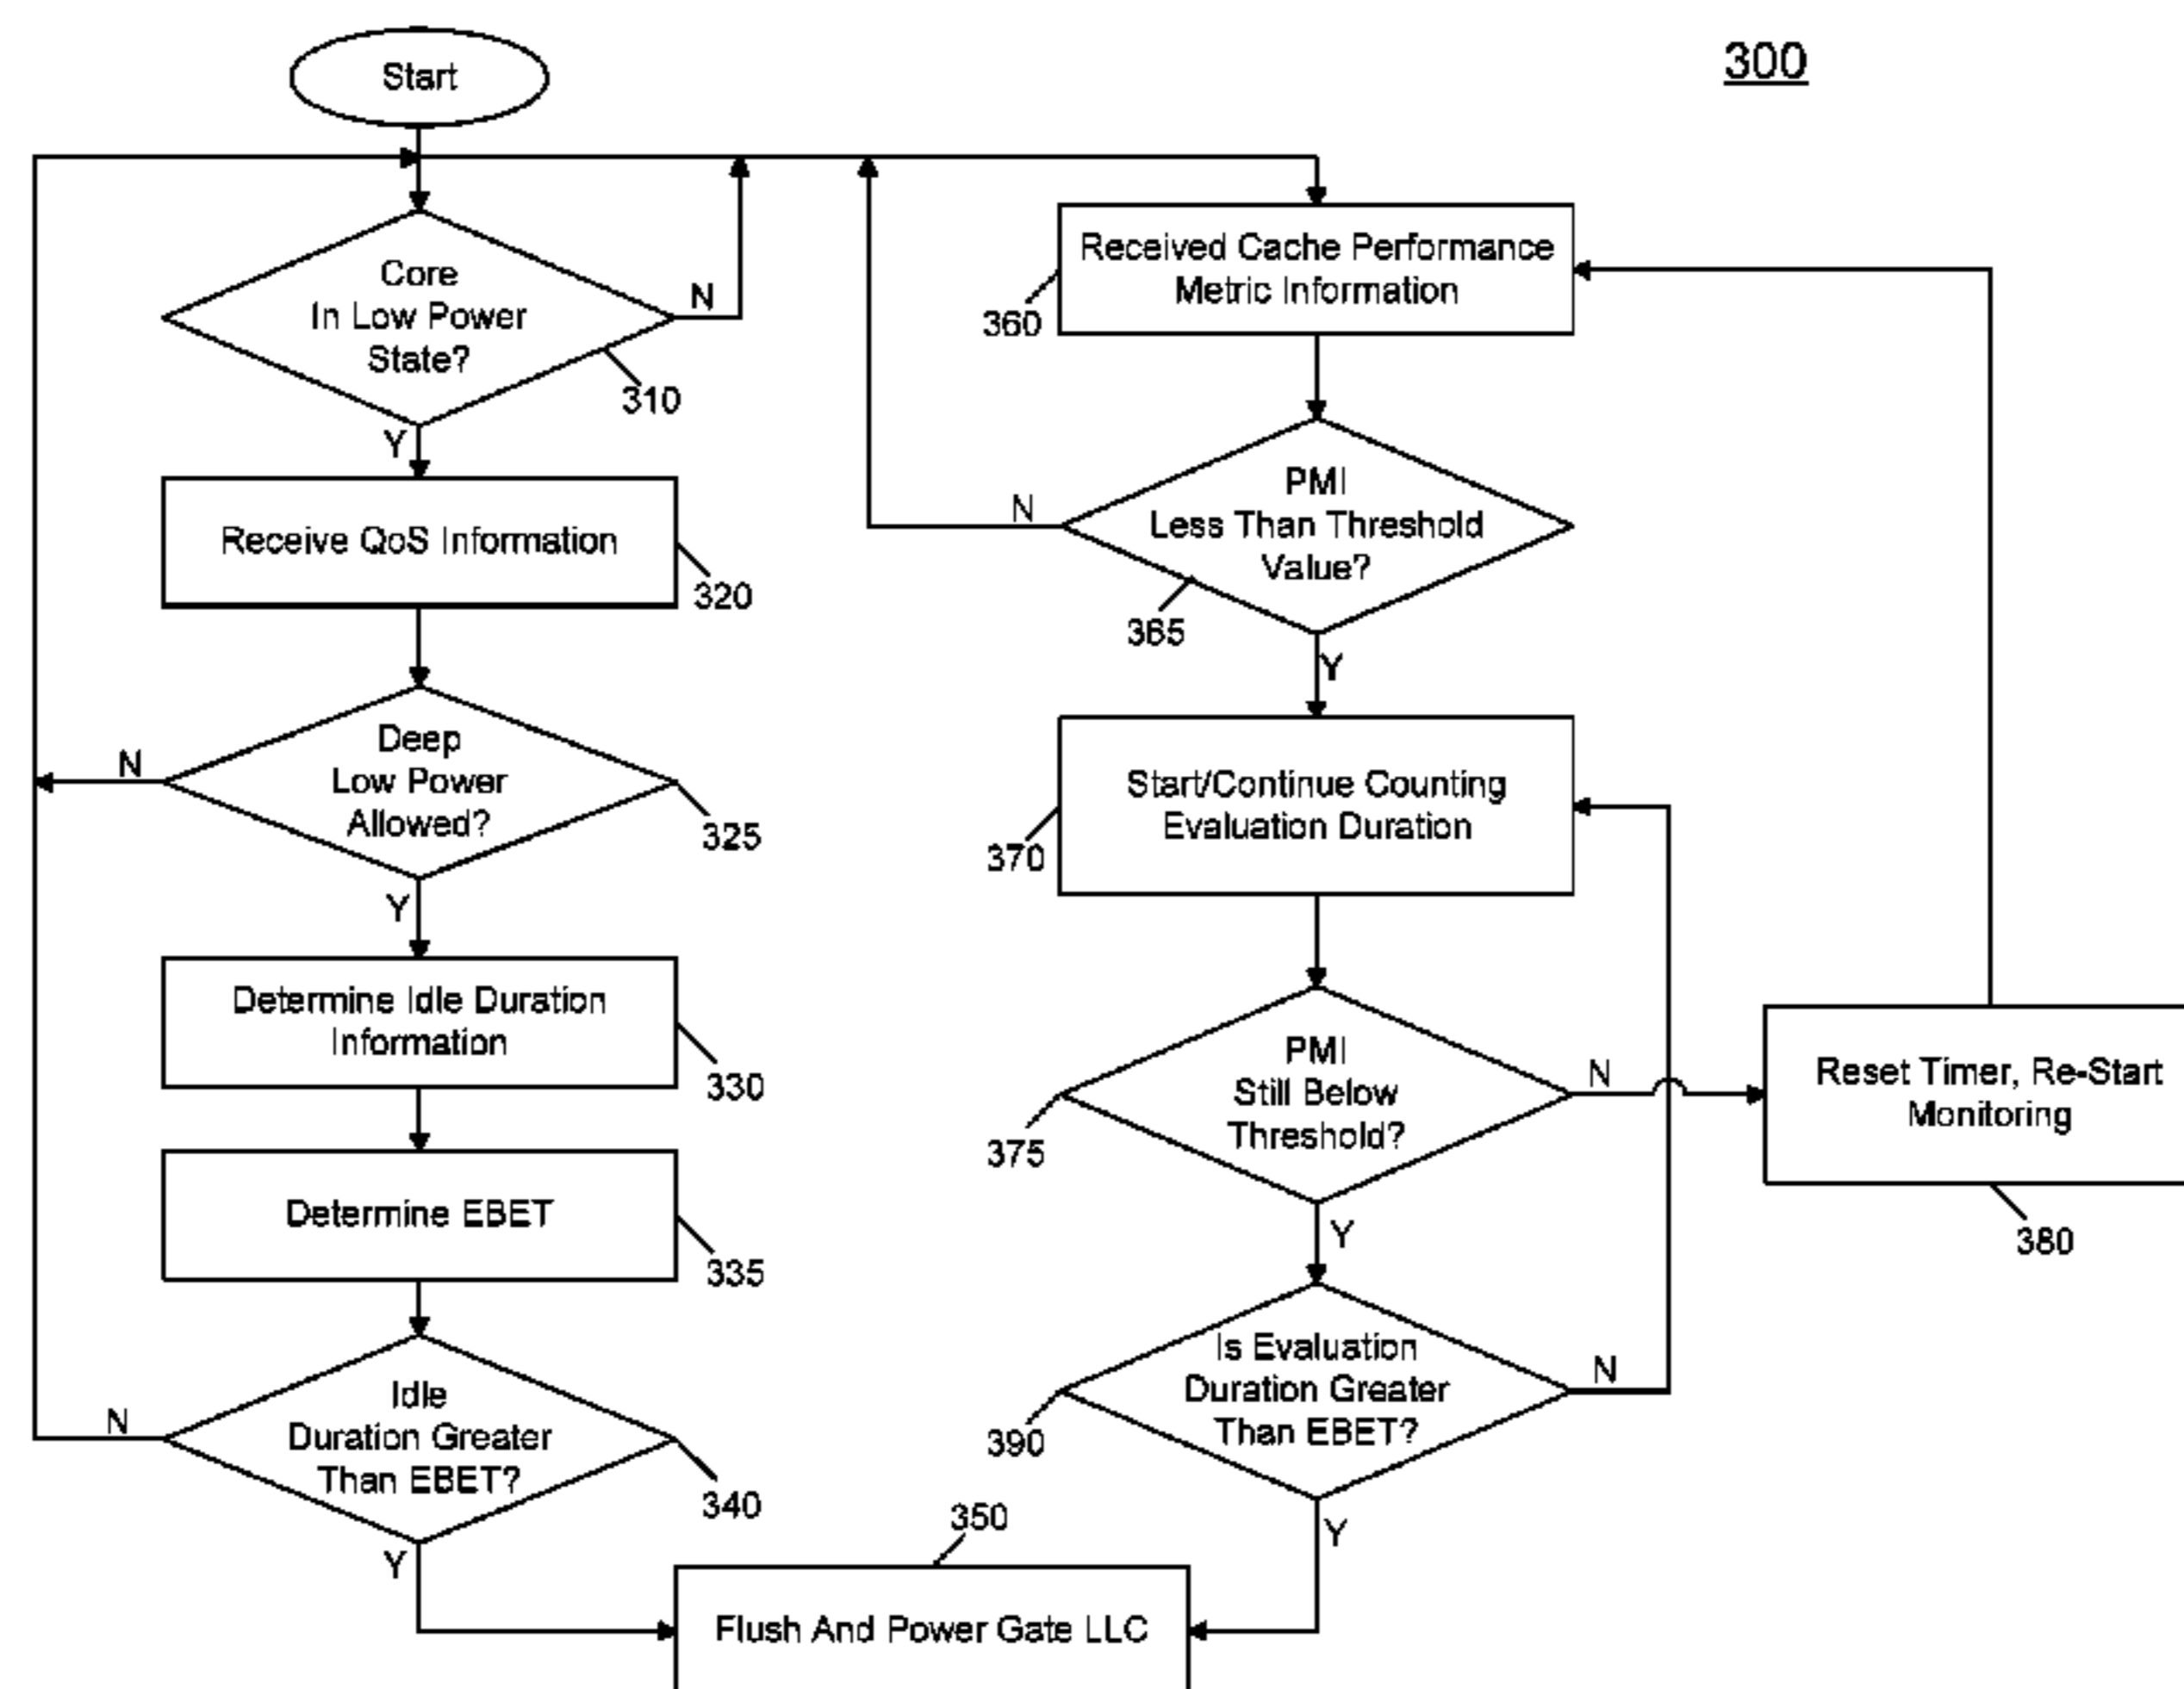 300
Start
Core
In Low Power
State?
N
310
Y
Receive QoS Information
320
Deep
Low Power
Allowed?
N
325
Y
Determine Idle Duration
Information
330
Determine EBET
335
Idle
Duration Greater
Than EBET?
N
340
Y
350
Flush And Power Gate LLC
Received Cache Performance
Metric Information
360
PMI
Less Than Threshold
Value?
N
365
Y
Start/Continue Counting
Evaluation Duration
370
PMI
Still Below
Threshold?
N
375
Y
Reset Timer, Re-Start
Monitoring
380
Is Evaluation
Duration Greater
Than EBET?
N
390
Y